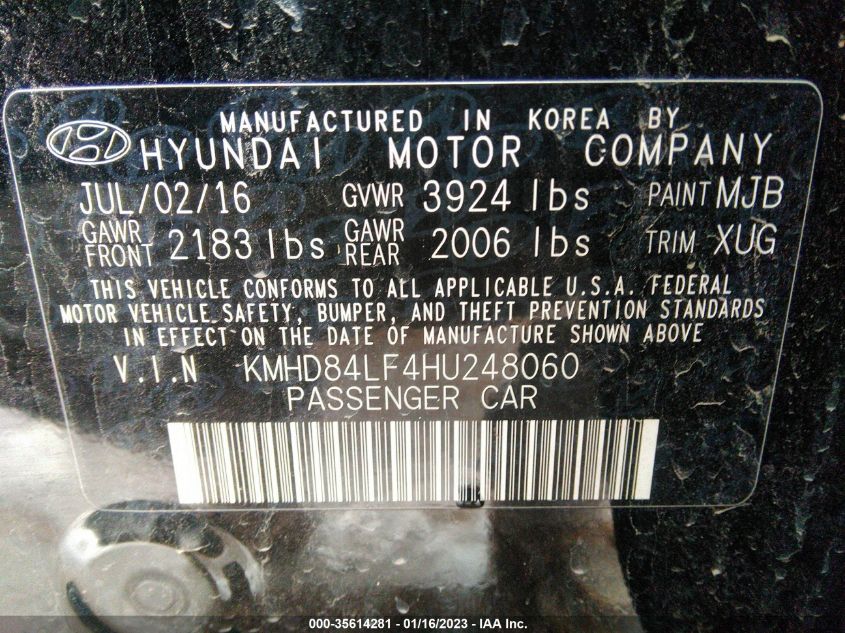 MANUFACTURED IN KOREA BY
HYUNDAI MOTOR COMPANY
JUL/02/16 GVWR 3924 lbs PAINT MJB
GAWR FRONT 2183 lbs GAWR REAR 2006 lbs TRIM XUG
THIS VEHICLE CONFORMS TO ALL APPLICABLE U.S.A. FEDERAL
MOTOR VEHICLE SAFETY, BUMPER, AND THEFT PREVENTION STANDARDS
IN EFFECT ON THE DATE OF MANUFACTURE SHOWN ABOVE
V.I.N KMHD84LF4HU248060
PASSENGER CAR
000-35614281 - 01/16/2023 - IAA Inc.